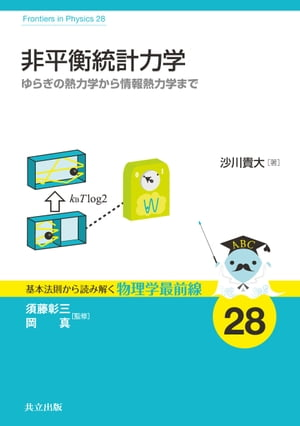 Frontiers in Physics 28
非平衡統計力学
ゆらぎの熱力学から情報熱力学まで
沙川貴大［著］
kBTlog2
W
ABC
基本法則から読み解く物理学最前線
須藤彰三
岡 真［監修］
28
共立出版